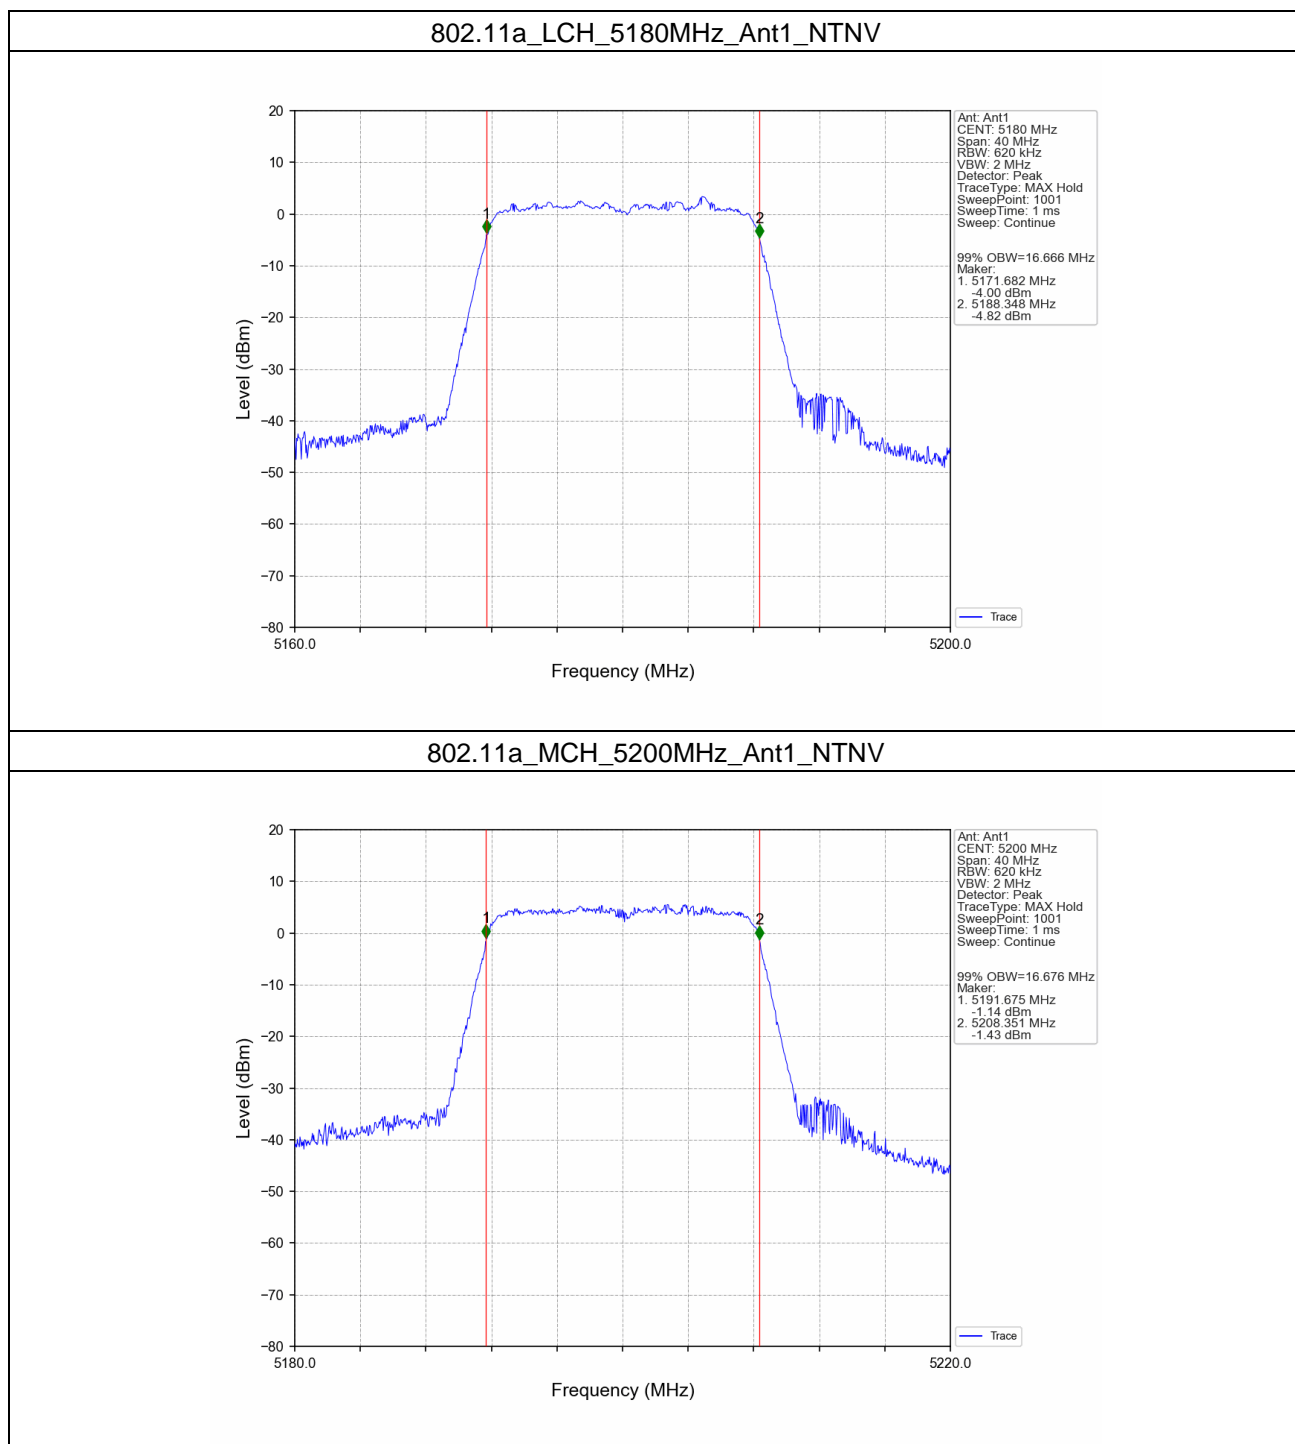 802.11a_LCH_5180MHz_Ant1_NTNV
20
10
0
−10
−20
−30
−40
−50
−60
−70
−80
Level (dBm)
1
2
5160.0
5200.0
Frequency (MHz)
Ant: Ant1
CENT: 5180 MHz
Span: 40 MHz
RBW: 620 kHz
VBW: 2 MHz
Detector: Peak
TraceType: MAX Hold
SweepPoint: 1001
SweepTime: 1 ms
Sweep: Continue
99% OBW=16.666 MHz
Maker:
1. 5171.682 MHz
-4.00 dBm
2. 5188.348 MHz
-4.82 dBm
Trace
802.11a_MCH_5200MHz_Ant1_NTNV
20
10
0
−10
−20
−30
−40
−50
−60
−70
−80
Level (dBm)
1
2
5180.0
5220.0
Frequency (MHz)
Ant: Ant1
CENT: 5200 MHz
Span: 40 MHz
RBW: 620 kHz
VBW: 2 MHz
Detector: Peak
TraceType: MAX Hold
SweepPoint: 1001
SweepTime: 1 ms
Sweep: Continue
99% OBW=16.676 MHz
Maker:
1. 5191.675 MHz
-1.14 dBm
2. 5208.351 MHz
-1.43 dBm
Trace